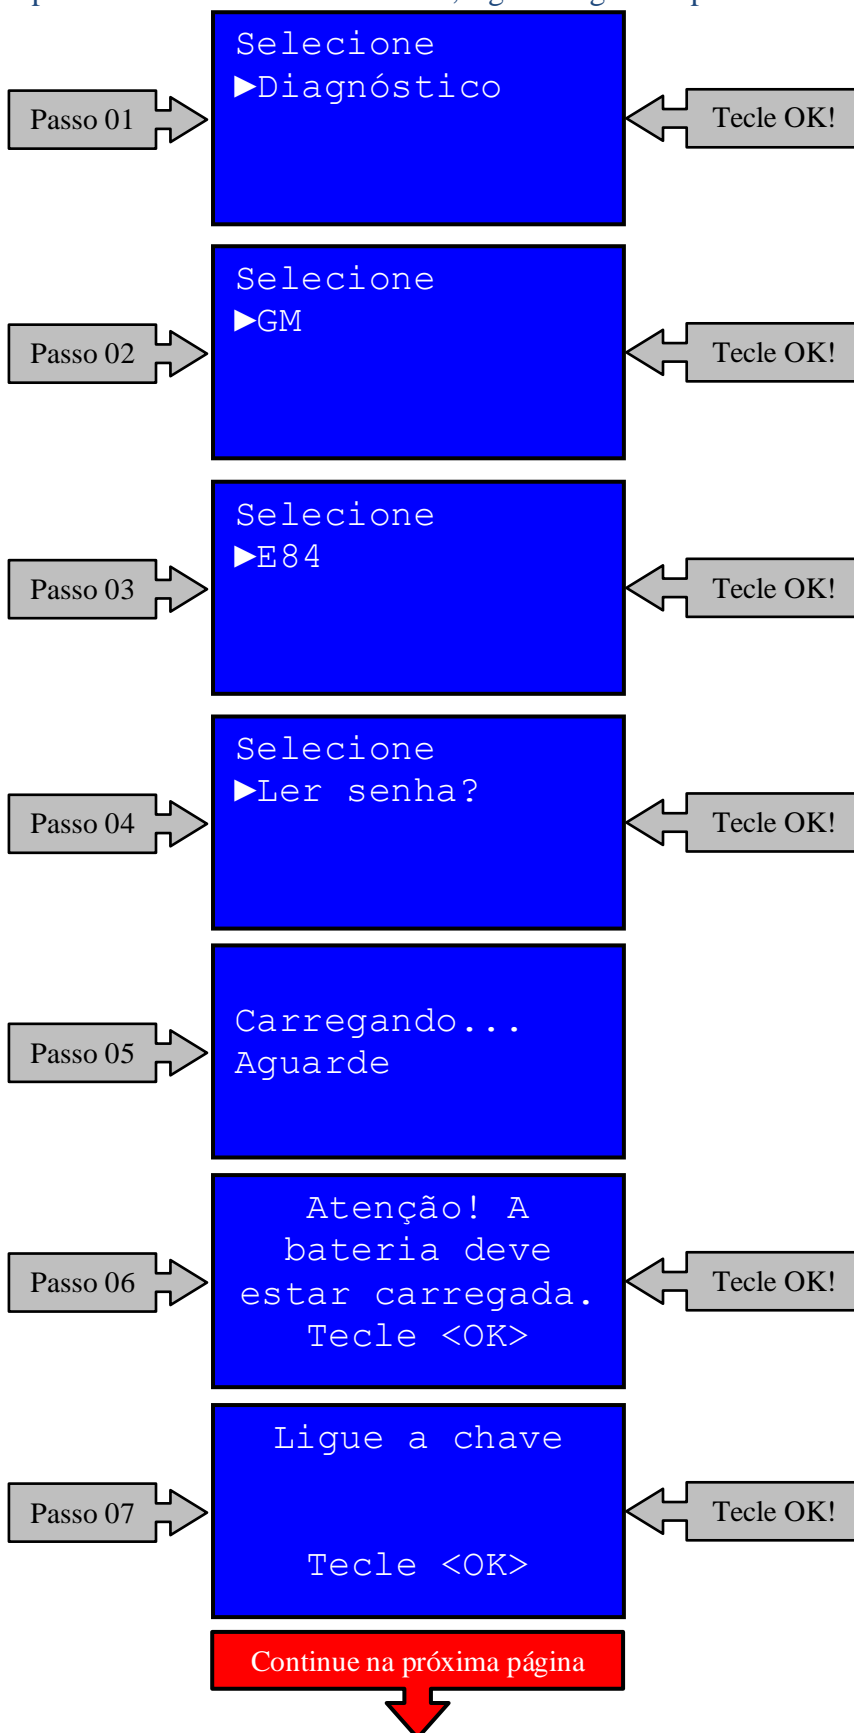 Selecione
►Diagnóstico
Passo 01
Tecle OK!
Selecione
►GM
Passo 02
Tecle OK!
Selecione
►E84
Passo 03
Tecle OK!
Selecione
►Ler senha?
Passo 04
Tecle OK!
Carregando...
Aguarde
Passo 05
Atenção! A
bateria deve
estar carregada.
Tecle <OK>
Passo 06
Tecle OK!
Ligue a chave
Tecle <OK>
Passo 07
Tecle OK!
Continue na próxima página